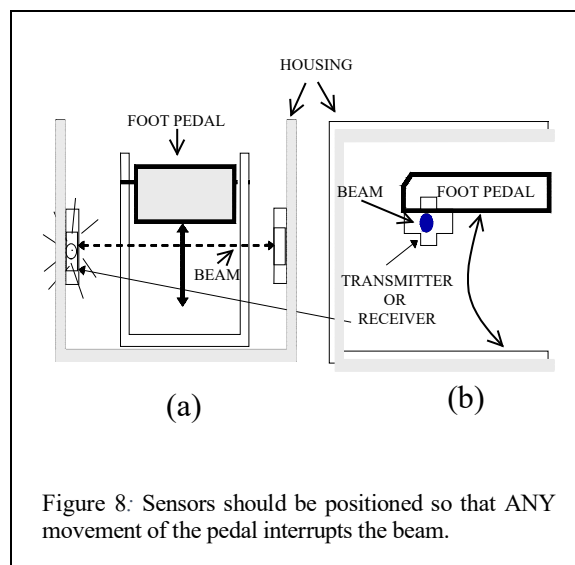 HOUSING
FOOT PEDAL
BEAM
(a)
BEAM
FOOT PEDAL
TRANSMITTER
OR
RECEIVER
(b)
Figure 8: Sensors should be positioned so that ANY
movement of the pedal interrupts the beam.